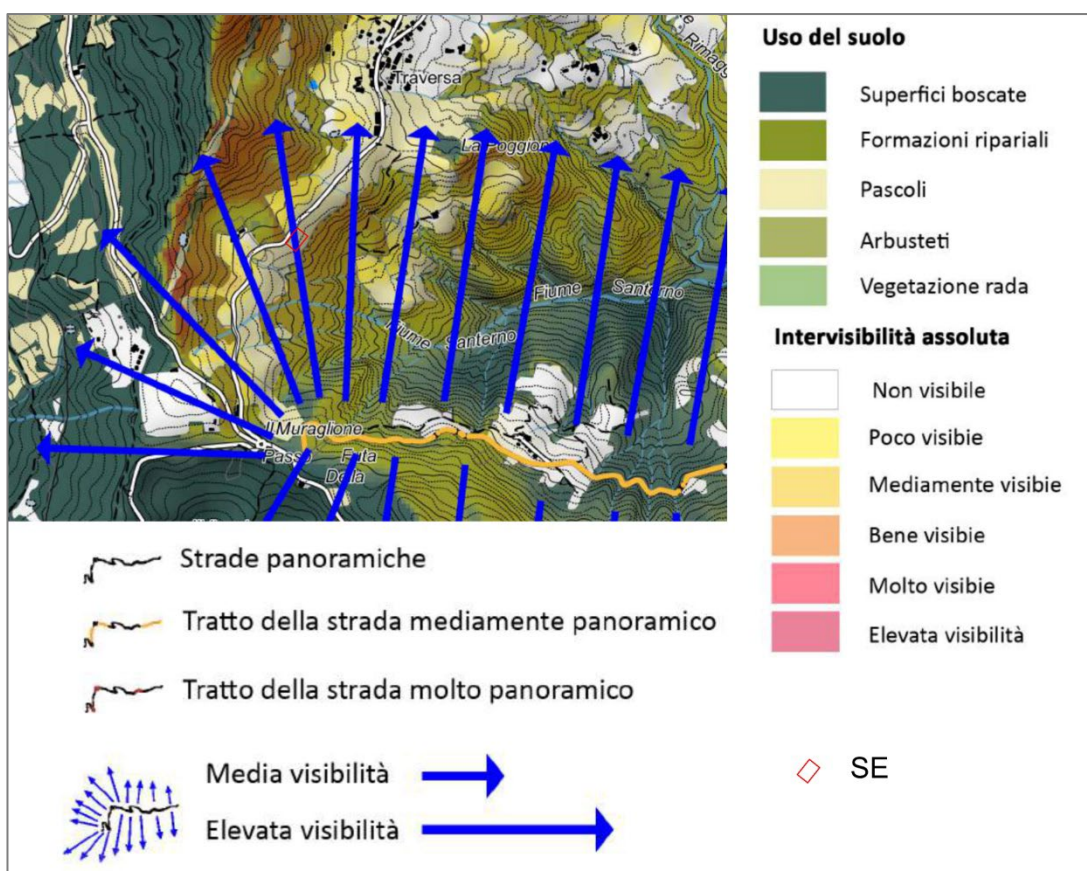 Traversa
Rimagg
La Poggion
Fiume Santerno
Fiume Santerno
Il Muraglione
Passo Futa
Della
Uso del suolo
Superfici boscate
Formazioni ripariali
Pascoli
Arbusteti
Vegetazione rada
Intervisibilità assoluta
Non visibile
Poco visibie
Mediamente visibie
Bene visibie
Molto visibie
Elevata visibilità
Strade panoramiche
Tratto della strada mediamente panoramico
Tratto della strada molto panoramico
Media visibilità
Elevata visibilità
SE